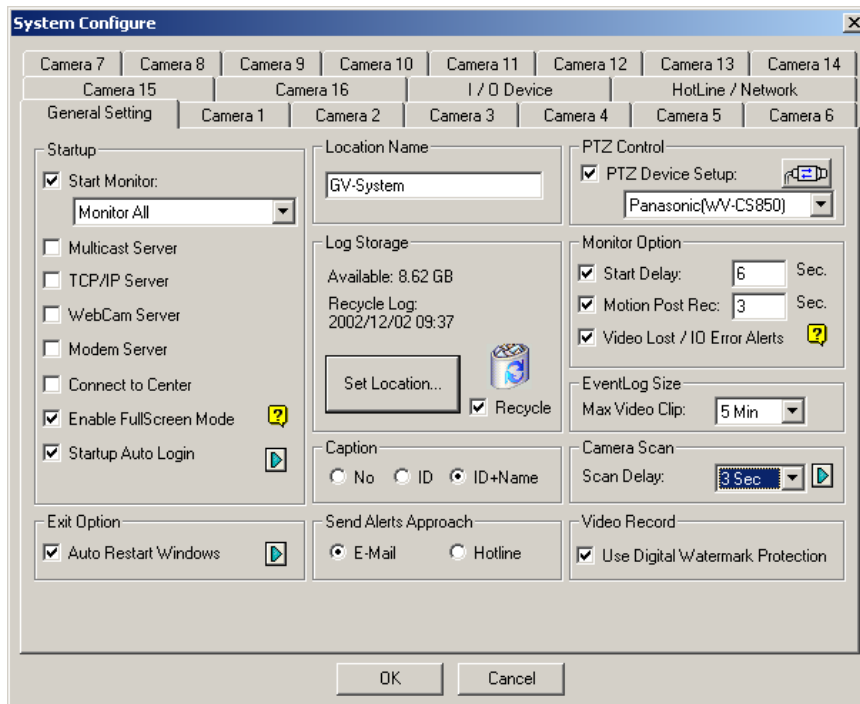 System Configure
Camera 7 Camera 8 Camera 9 Camera 10 Camera 11 Camera 12 Camera 13 Camera 14
Camera 15 Camera 16 I / O Device HotLine / Network
General Setting Camera 1 Camera 2 Camera 3 Camera 4 Camera 5 Camera 6
Startup
Start Monitor:
Monitor All
Multicast Server
TCP/IP Server
WebCam Server
Modem Server
Connect to Center
Enable FullScreen Mode
?
Startup Auto Login
Exit Option
Auto Restart Windows
Location Name
GV-System
Log Storage
Available: 8.62 GB
Recycle Log:
2002/12/02 09:37
Set Location...
Recycle
Caption
No ID ID+Name
Send Alerts Approach
E-Mail Hotline
PTZ Control
PTZ Device Setup:
Panasonic(WV-CS850)
Monitor Option
Start Delay: 6 Sec.
Motion Post Rec: 3 Sec.
Video Lost / IO Error Alerts ?
EventLog Size
Max Video Clip: 5 Min
Camera Scan
Scan Delay: 3 Sec
Video Record
Use Digital Watermark Protection
OK Cancel